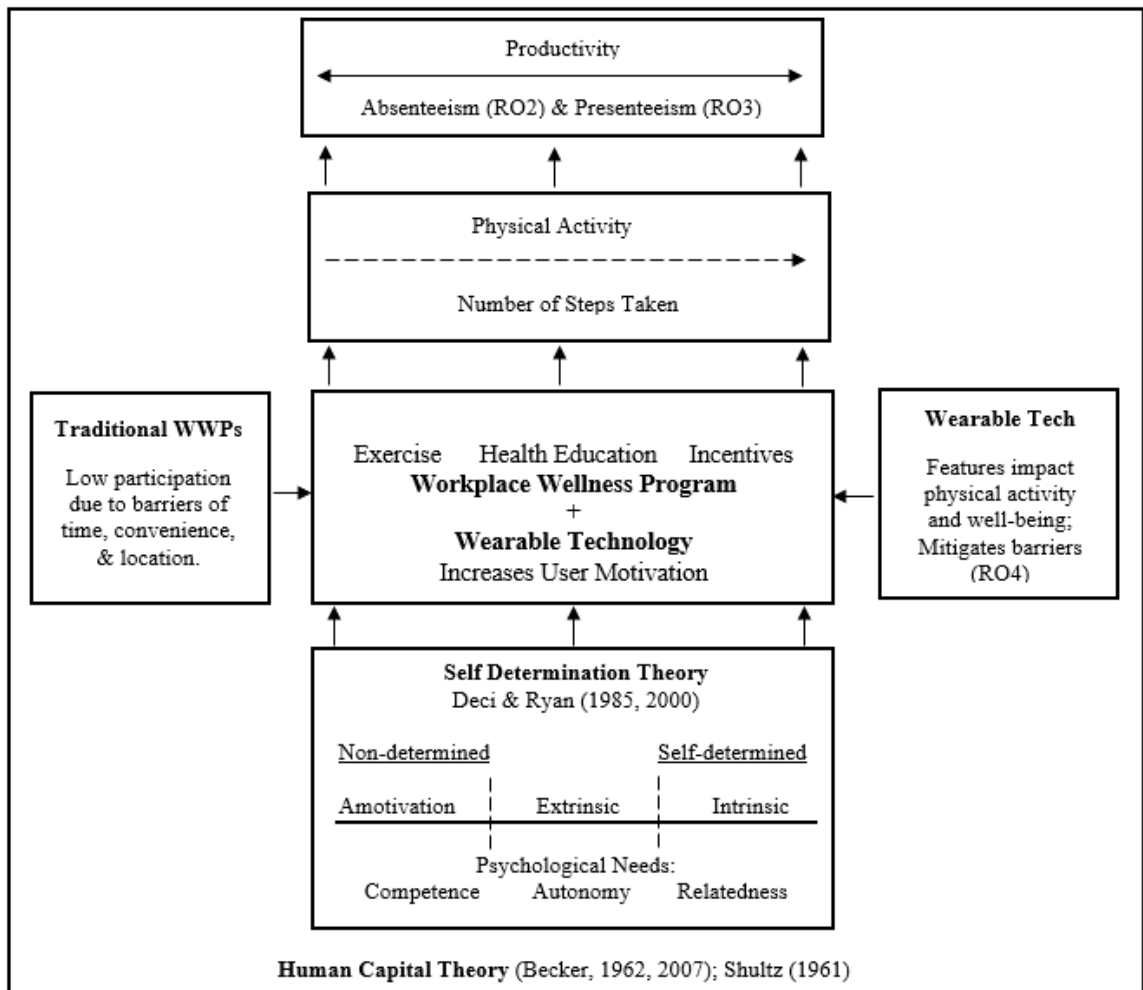 Productivity
Absenteeism (RO2) & Presenteeism (RO3)
Physical Activity
Number of Steps Taken
Traditional WWPs
Low participation
due to barriers of
time, convenience,
& location.
Exercise Health Education Incentives
Workplace Wellness Program
+
Wearable Technology
Increases User Motivation
Wearable Tech
Features impact
physical activity
and well-being;
Mitigates barriers
(RO4)
Self Determination Theory
Deci & Ryan (1985, 2000)
Non-determined Self-determined
Amotivation Extrinsic Intrinsic
Psychological Needs:
Competence Autonomy Relatedness
Human Capital Theory (Becker, 1962, 2007); Shultz (1961)